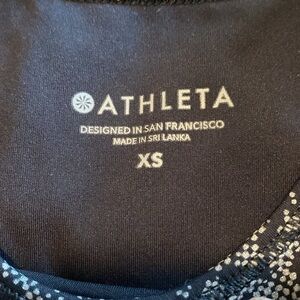 ATHLETA
DESIGNED IN SAN FRANCISCO
MADE IN SRI LANKA
XS